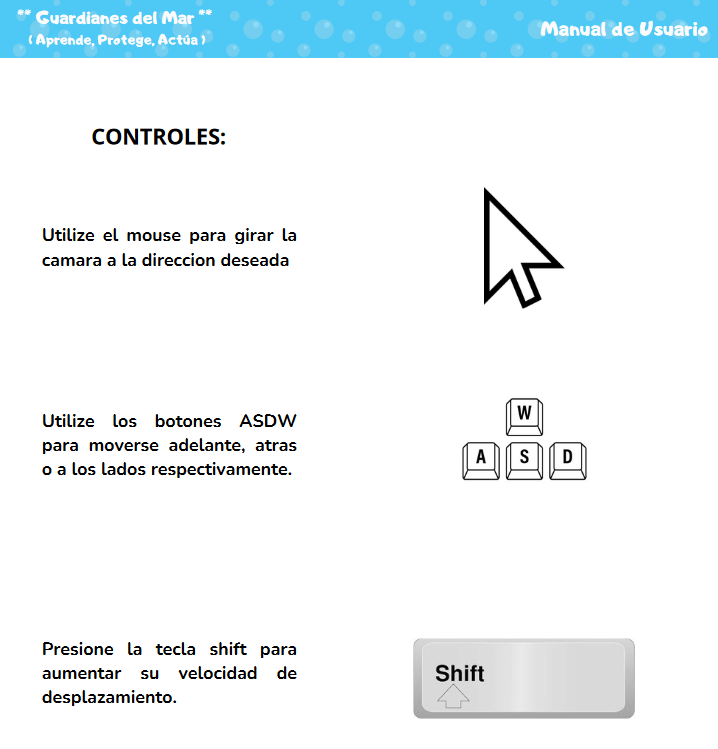 ** Guardianes del Mar **
( Aprende, Protege, Actúa )
Manual de Usuario
CONTROLES:
Utilize el mouse para girar la
camara a la direccion deseada
Utilize los botones ASDW
para moverse adelante, atras
o a los lados respectivamente.
W
A S D
Presione la tecla shift para
aumentar su velocidad de
desplazamiento.
Shift